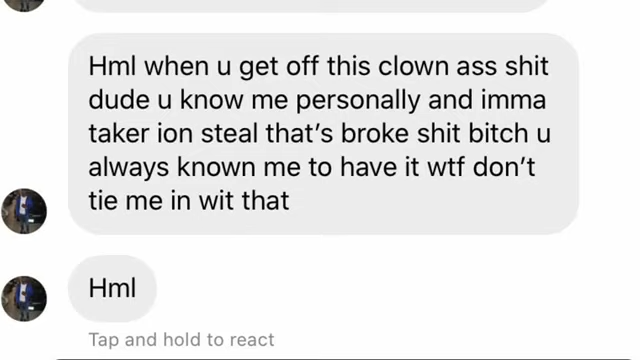 Hml when u get off this clown ass shit
dude u know me personally and imma
taker ion steal that's broke shit bitch u
always known me to have it wtf don't
tie me in wit that
Hml
Tap and hold to react